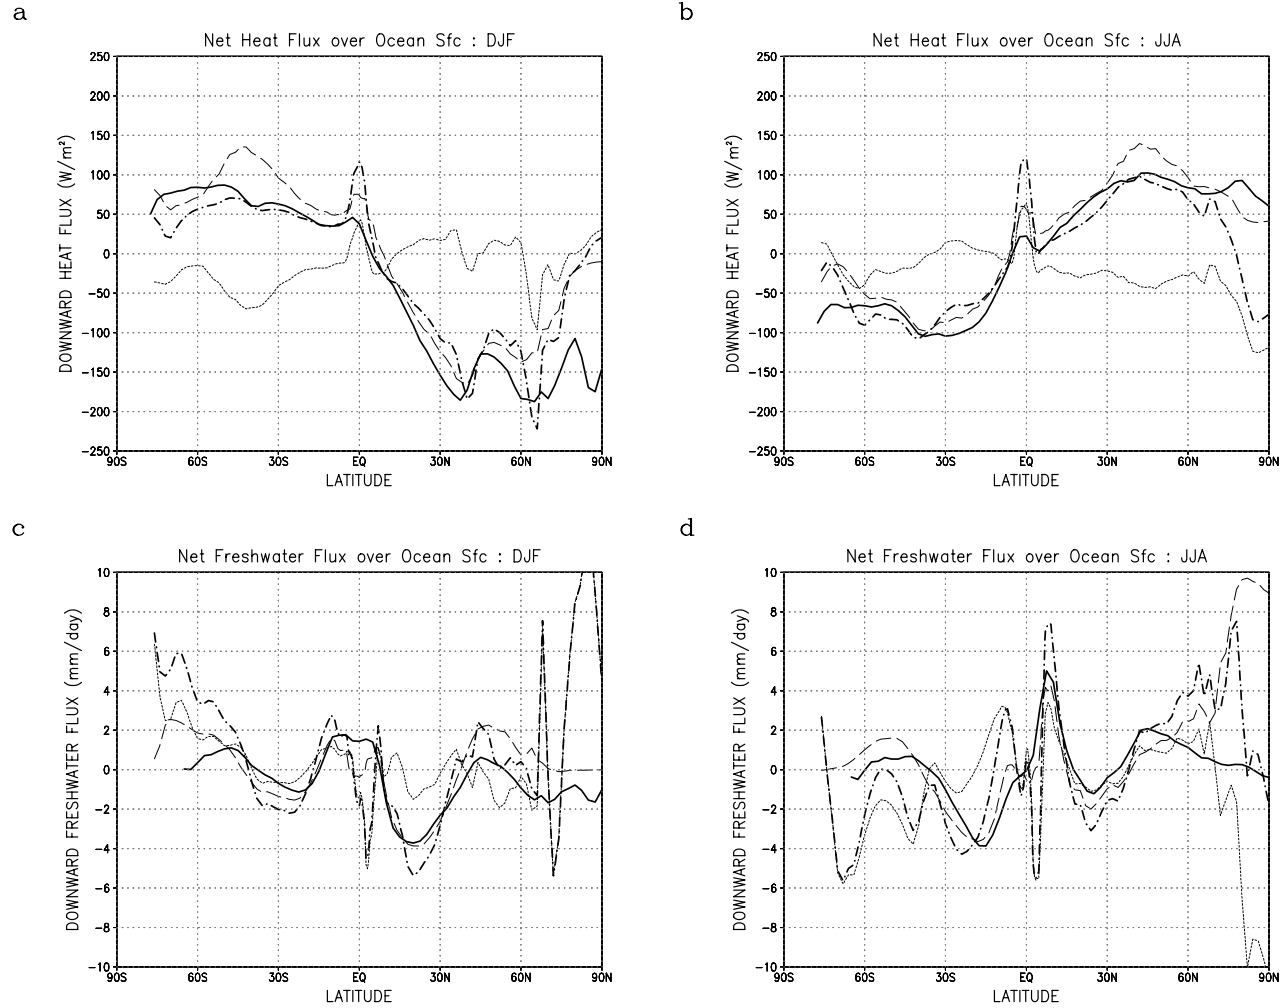 a
Net Heat Flux over Ocean Sfc : DJF
DOWNWARD HEAT FLUX (W/m²)
250
200
150
100
50
0
−50
−100
−150
−200
−250
90S 60S 30S EQ 30N 60N 90N
LATITUDE
b
Net Heat Flux over Ocean Sfc : JJA
DOWNWARD HEAT FLUX (W/m²)
250
200
150
100
50
0
−50
−100
−150
−200
−250
90S 60S 30S EQ 30N 60N 90N
LATITUDE
c
Net Freshwater Flux over Ocean Sfc : DJF
DOWNWARD FRESHWATER FLUX (mm/day)
10
8
6
4
2
0
−2
−4
−6
−8
−10
90S 60S 30S EQ 30N 60N 90N
LATITUDE
d
Net Freshwater Flux over Ocean Sfc : JJA
DOWNWARD FRESHWATER FLUX (mm/day)
10
8
6
4
2
0
−2
−4
−6
−8
−10
90S 60S 30S EQ 30N 60N 90N
LATITUDE